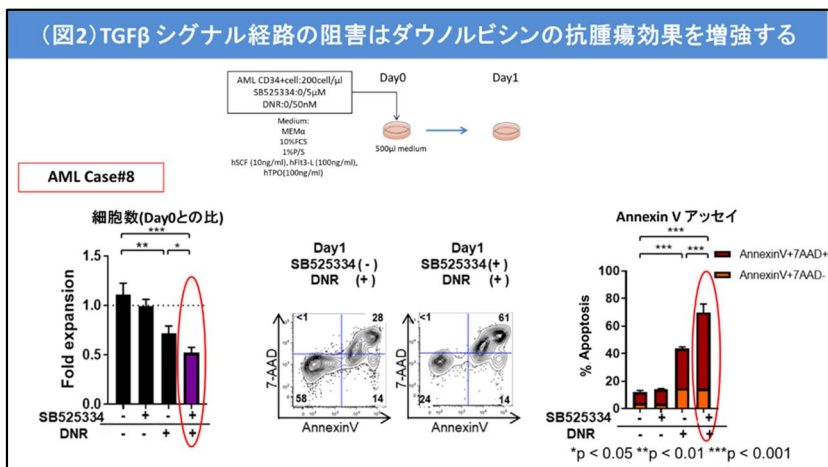 (図2)TGFβ シグナル経路の阻害はダウノルビシンの抗腫瘍効果を増強する
AML CD34+cell:200cell/μl
SB525334:0/5μM
DNR:0/50nM
Day0
Day1
Medium:
MEMα
10%FCS
1%P/S
hSCF (10ng/ml), hFlt3-L (100ng/ml),
hTPO(100ng/ml)
500μl medium
AML Case#8
細胞数(Day0との比)
***
** *
1.5
1.0
0.5
0.0
Fold expansion
SB525334 - + - +
DNR - - + +
Day1
SB525334 (-)
DNR (+)
<1 28
58 14
7-AAD
AnnexinV
Day1
SB525334 (+)
DNR (+)
<1 61
24 14
7-AAD
AnnexinV
Annexin V アッセイ
***
*** ***
AnnexinV+7AAD+
AnnexinV+7AAD-
100
80
60
40
20
0
% Apoptosis
SB525334 - + - +
DNR - - + +
*p < 0.05 **p < 0.01 ***p < 0.001